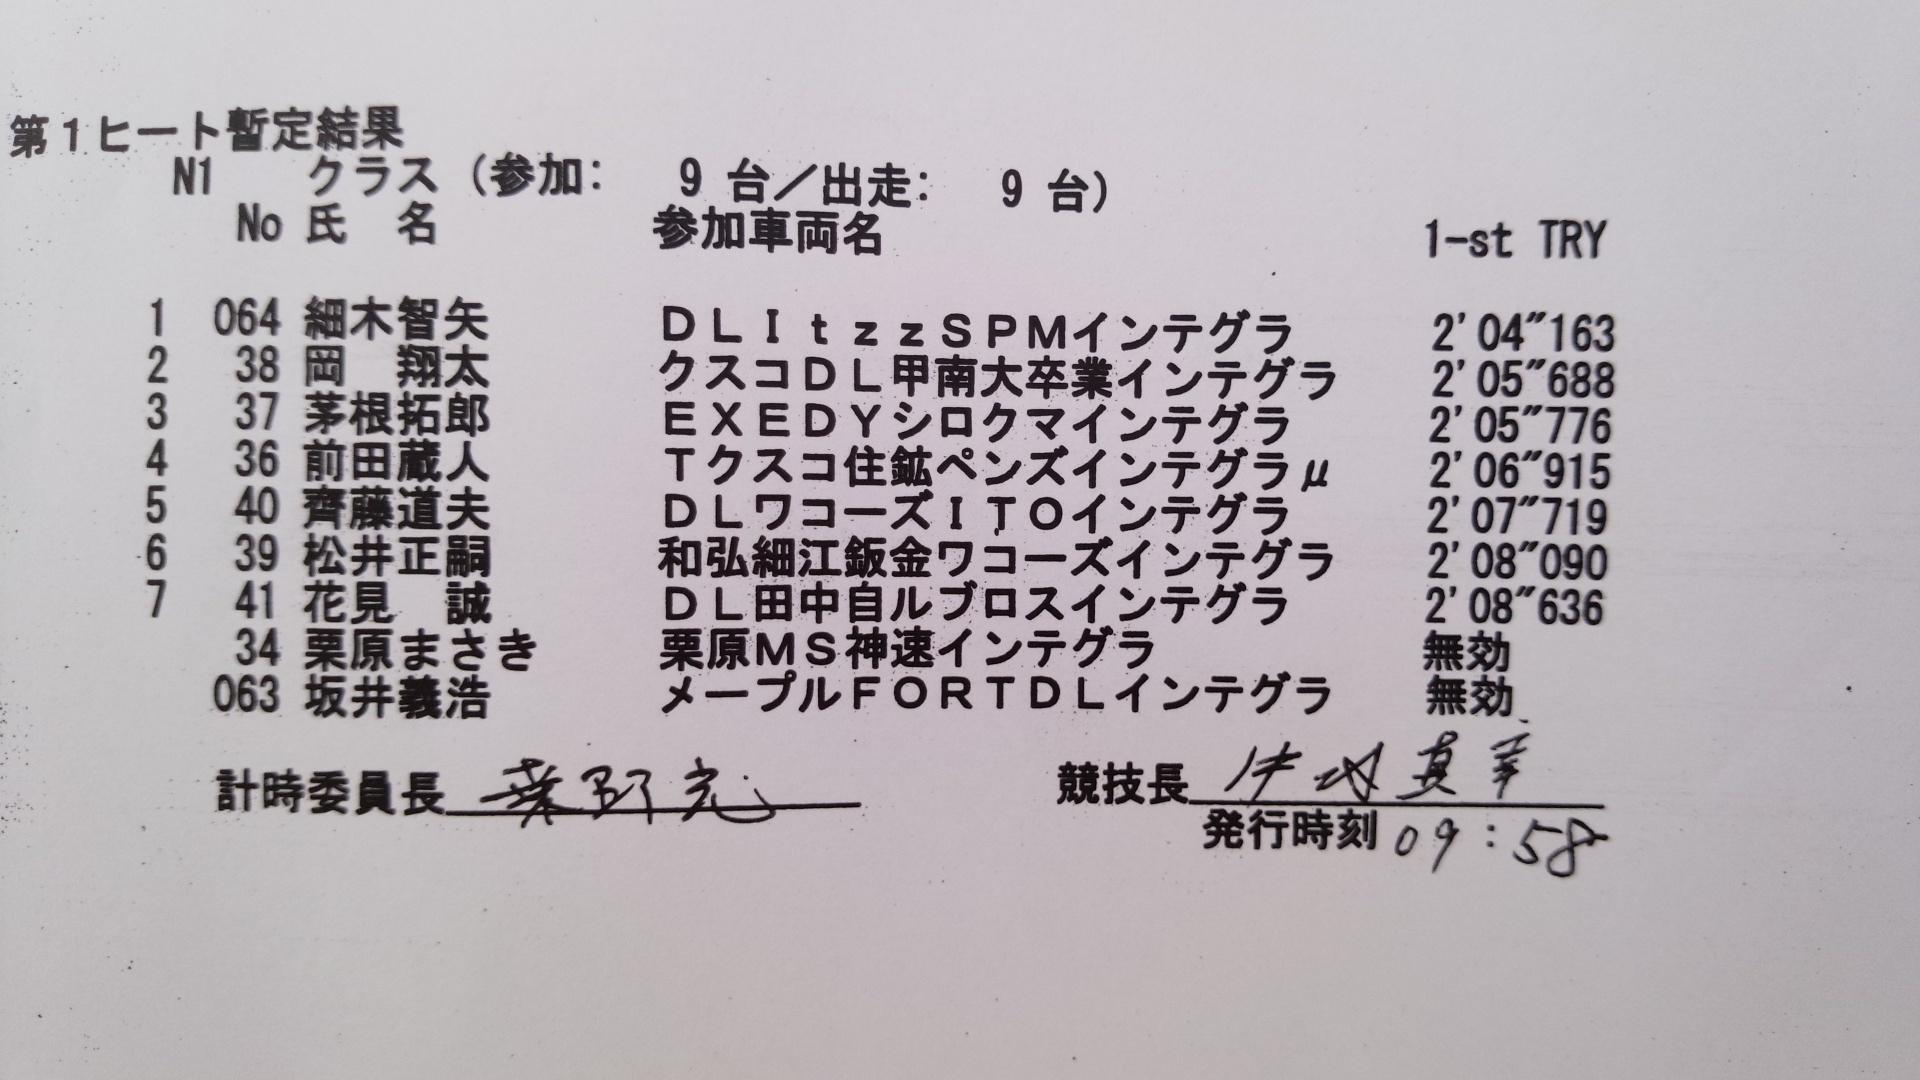 第１ヒート暫定結果
N1 クラス (参加: 9 台／出走: 9 台)
No 氏 名 参加車両名 1-st TRY
1 064 細木智矢 ＤＬＩｔｚｚＳＰＭインテグラ 2'04"163
2 38 岡 翔太 クスコＤＬ甲南大卒業インテグラ 2'05"688
3 37 茅根拓郎 ＥＸＥＤＹシロクマインテグラ 2'05"776
4 36 前田蔵人 Ｔクスコ住鉱ペンズインテグラμ 2'06"915
5 40 齊藤道夫 ＤＬワコーズＩＴＯインテグラ 2'07"719
6 39 松井正嗣 和弘細江鈑金ワコーズインテグラ 2'08"090
7 41 花見 誠 ＤＬ田中自ルブロスインテグラ 2'08"636
34 栗原まさき 栗原ＭＳ神速インテグラ 無効
063 坂井義浩 メープルＦＯＲＴＤＬインテグラ 無効
計時委員長 競技長
発行時刻 09:58